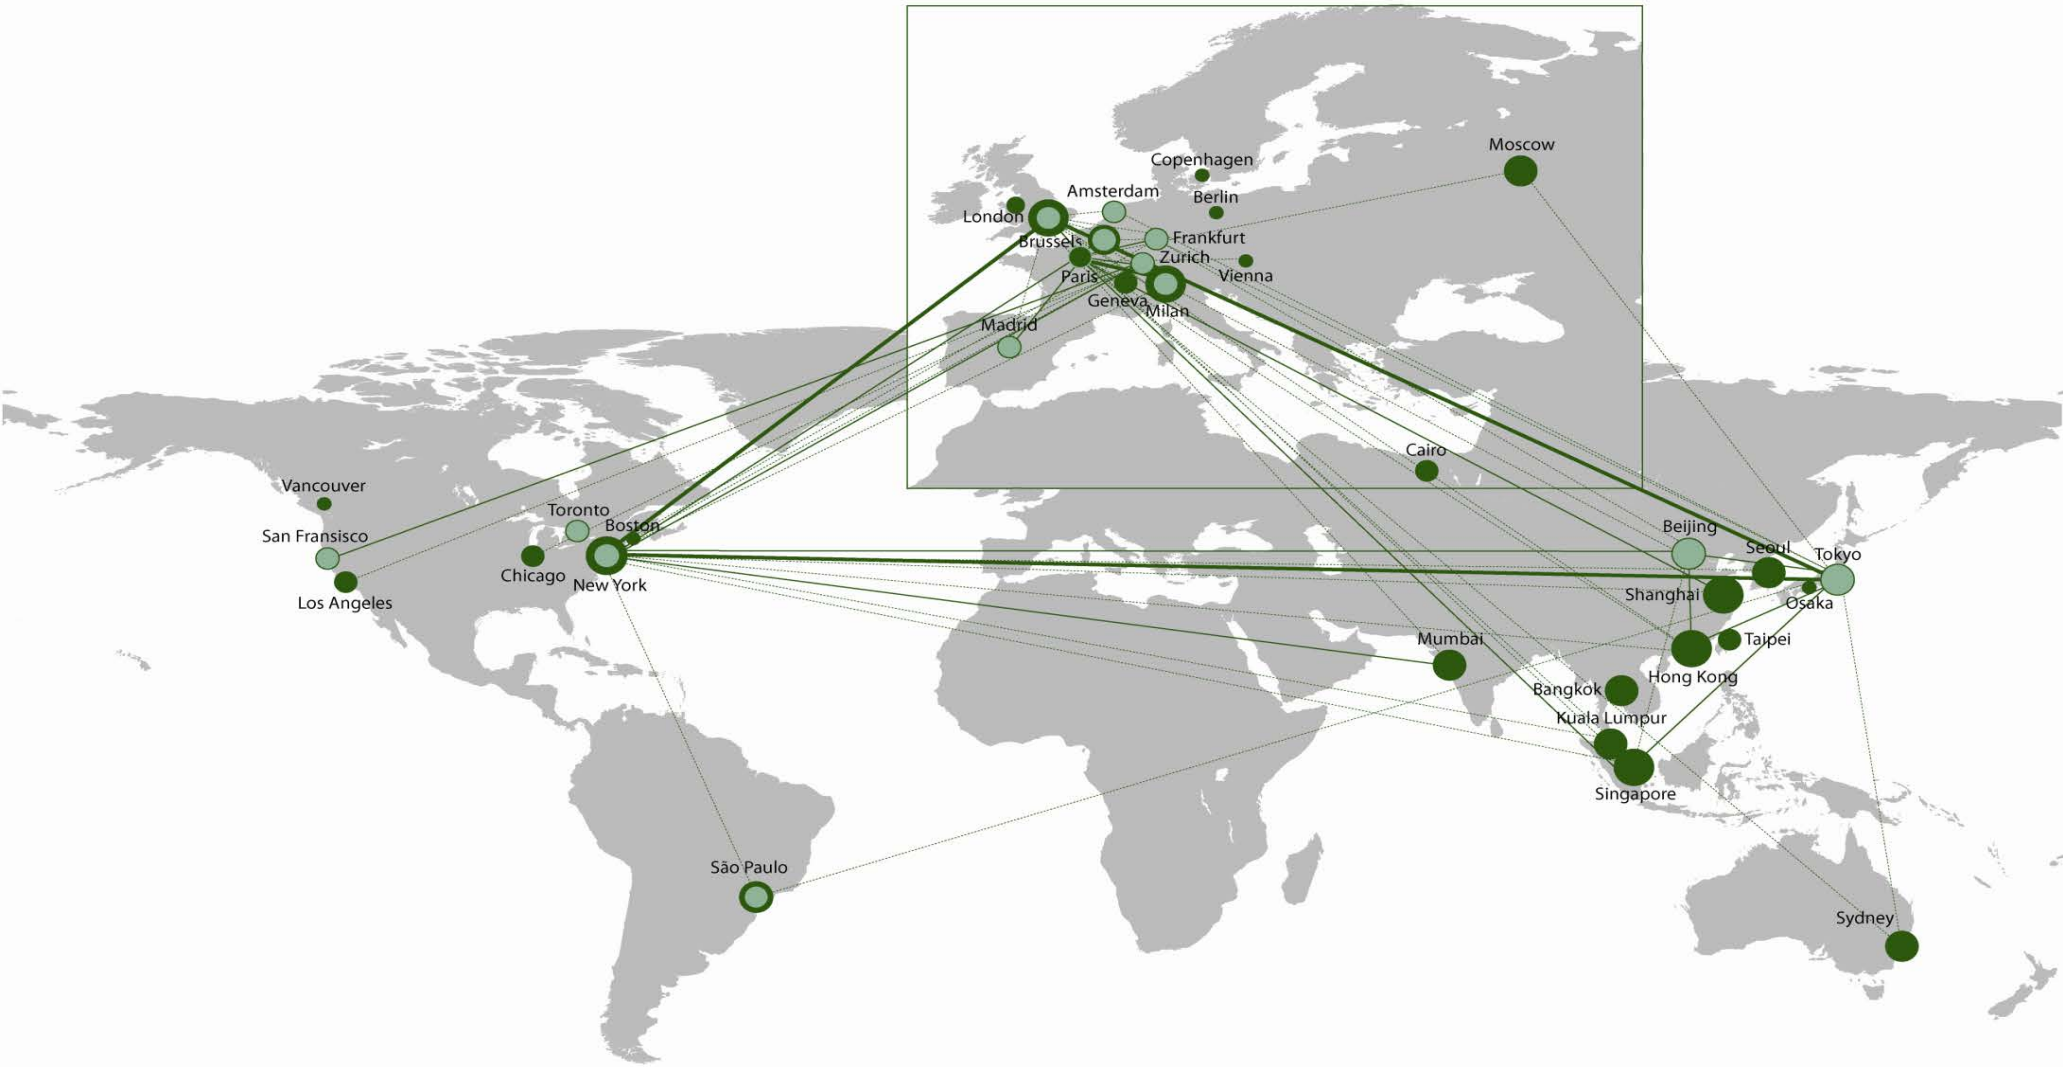 Moscow
Copenhagen
Amsterdam
Berlin
London
Brussels
Frankfurt
Zurich
Paris
Vienna
Geneva
Milan
Madrid
Cairo
Vancouver
Toronto
Boston
San Fransisco
Chicago
New York
Los Angeles
Beijing
Seoul
Tokyo
Shanghai
Osaka
Mumbai
Taipei
Hong Kong
Bangkok
Kuala Lumpur
Singapore
São Paulo
Sydney